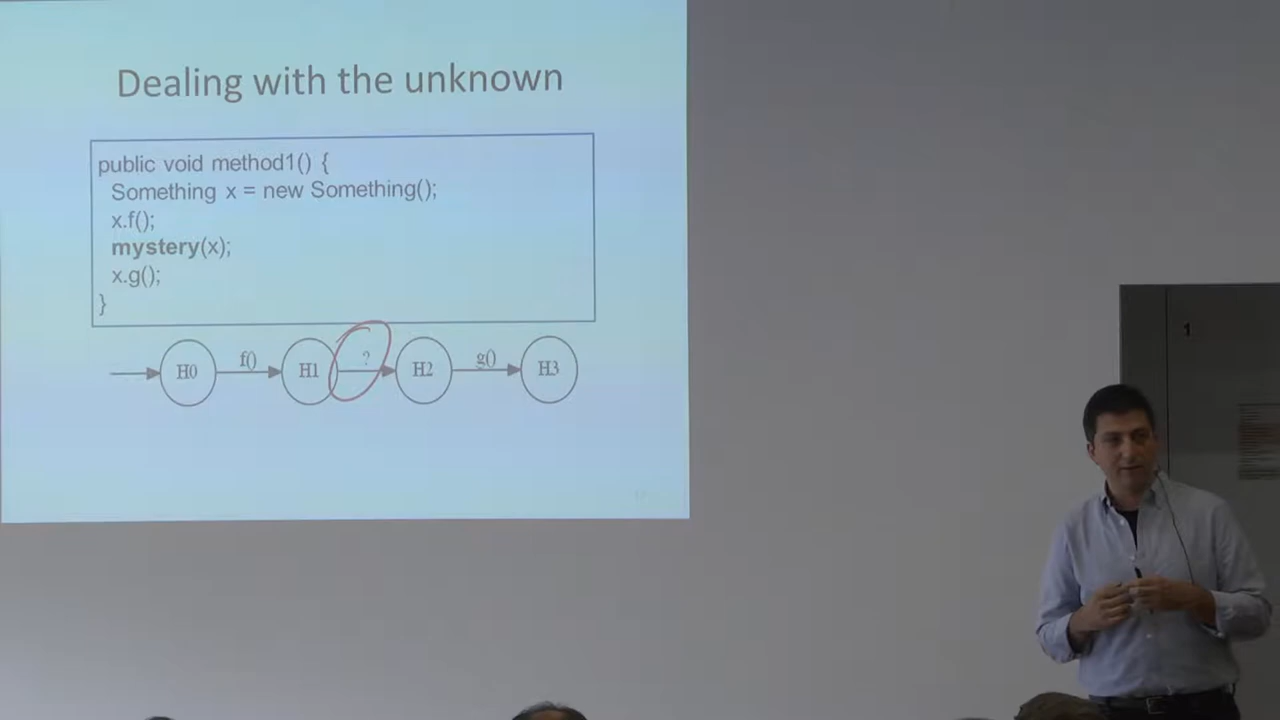 Dealing with the unknown
public void method1() {
Something x = new Something();
x.f();
mystery(x);
x.g();
}
H0 f() H1 ? H2 g() H3
1